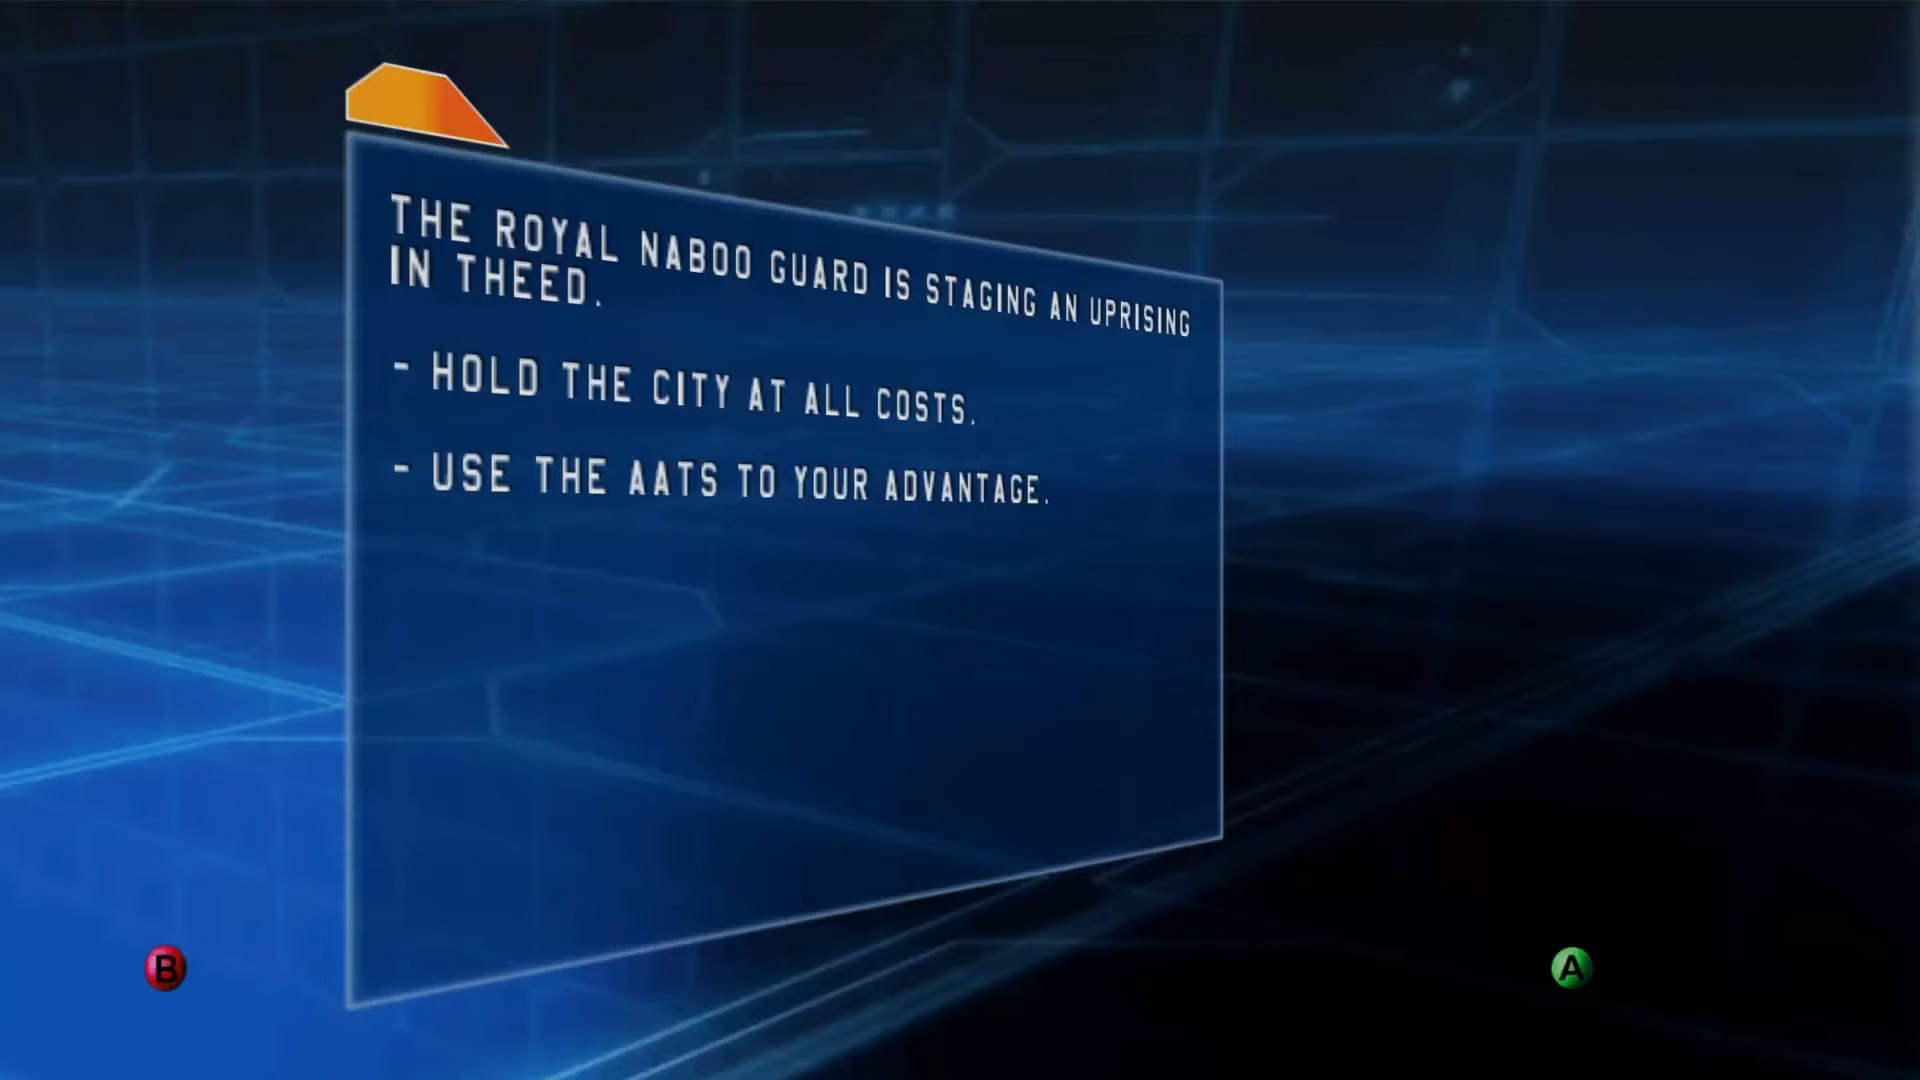 THE ROYAL NABOO GUARD IS STAGING AN UPRISING
IN THEED.
- HOLD THE CITY AT ALL COSTS.
- USE THE AATS TO YOUR ADVANTAGE.
B
A